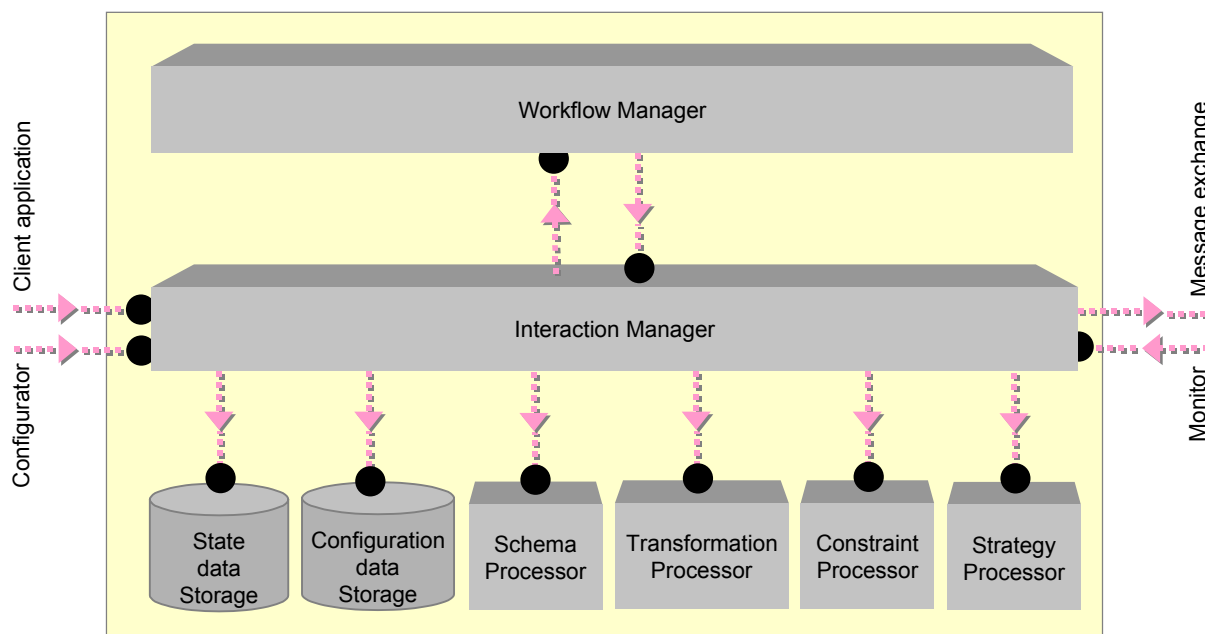 Workflow Manager
Client application
Message exchange
Interaction Manager
Configurator
Monitor
State
data
Storage
Configuration
data
Storage
Schema
Processor
Transformation
Processor
Constraint
Processor
Strategy
Processor